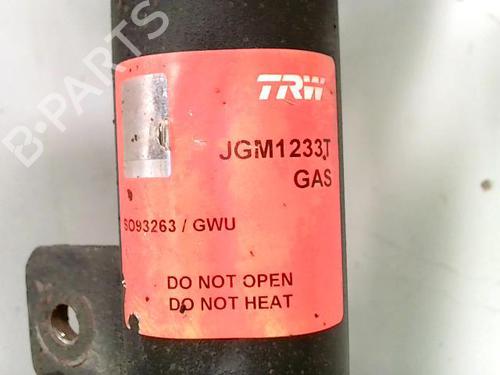 B-PARTS
TRW
JGM1233T
GAS
SO93263 / GWU
DO NOT OPEN
DO NOT HEAT